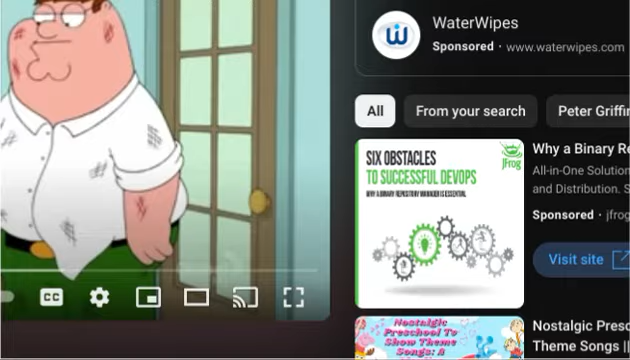 WaterWipes
Sponsored · www.waterwipes.com
All
From your search
Peter Griffin
SIX OBSTACLES
TO SUCCESSFUL DEVOPS
WHY A BINARY REPOSITORY MANAGER IS ESSENTIAL
JFrog
Why a Binary Re
All-in-One Solution
and Distribution. S
Sponsored · jfrog
Visit site
CC
Nostalgic
Preschool To
Show Theme
Songs: A
Nostalgic Presc
Theme Songs ||